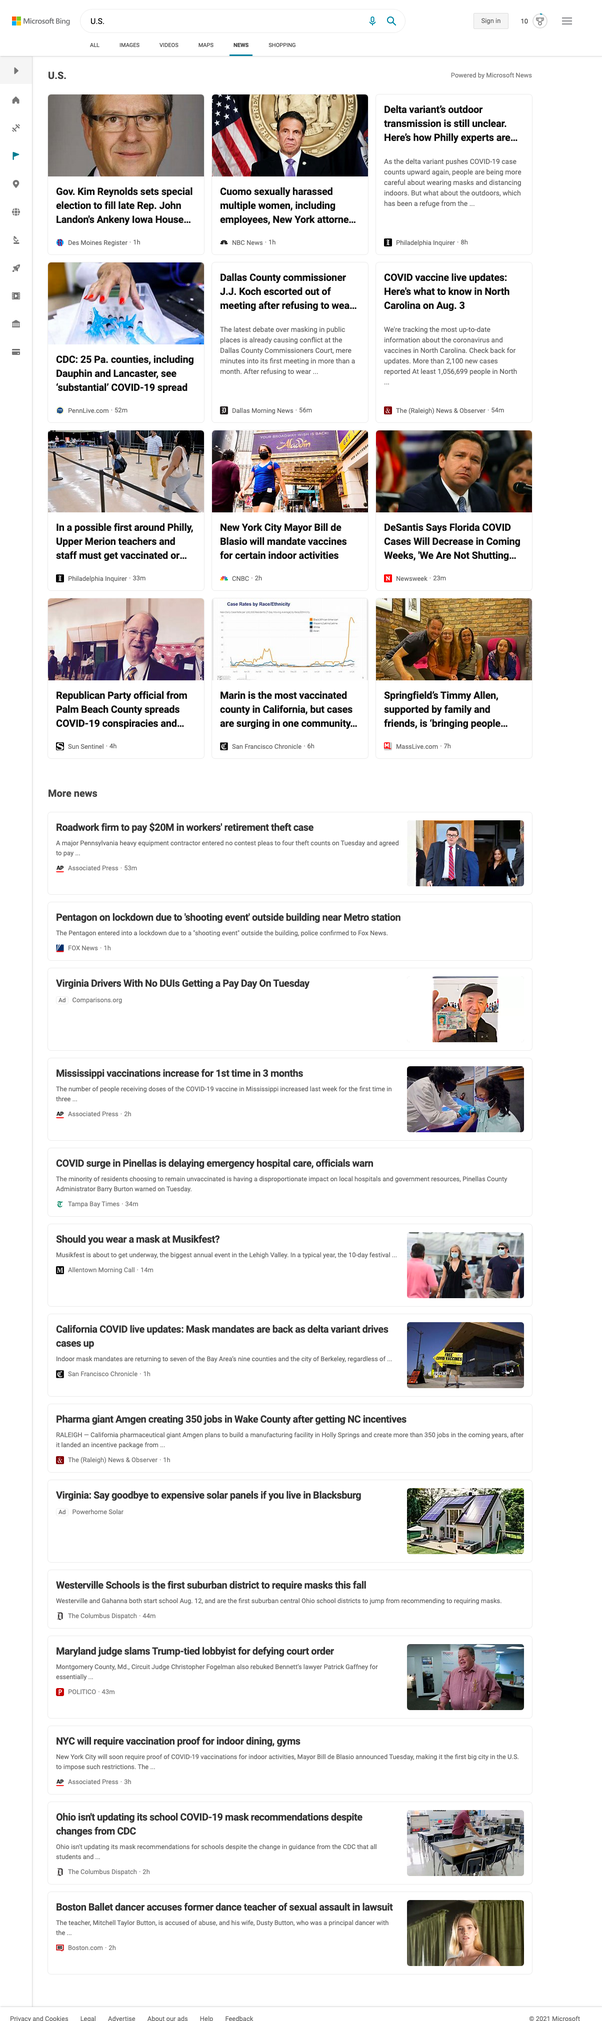 Microsoft Bing
U.S.
Sign in
10
ALL
IMAGES
VIDEOS
MAPS
NEWS
SHOPPING
U.S.
Powered by Microsoft News
Gov. Kim Reynolds sets special
election to fill late Rep. John
Landon's Ankeny Iowa House...
Des Moines Register · 1h
Cuomo sexually harassed
multiple women, including
employees, New York attorne...
NBC News · 1h
Delta variant's outdoor
transmission is still unclear.
Here's how Philly experts are...
As the delta variant pushes COVID-19 case
counts upward again, people are being more
careful about wearing masks and distancing
indoors. But what about the outdoors, which
has been a refuge from the ...
Philadelphia Inquirer · 8h
CDC: 25 Pa. counties, including
Dauphin and Lancaster, see
'substantial' COVID-19 spread
PennLive.com · 52m
Dallas County commissioner
J.J. Koch escorted out of
meeting after refusing to wea...
The latest debate over masking in public
places is already causing conflict at the
Dallas County Commissioners Court, mere
minutes into its first meeting in more than a
month. After refusing to wear ...
Dallas Morning News · 56m
COVID vaccine live updates:
Here's what to know in North
Carolina on Aug. 3
We're tracking the most up-to-date
information about the coronavirus and
vaccines in North Carolina. Check back for
updates. More than 2,100 new cases
reported At least 1,056,699 people in North
...
The (Raleigh) News & Observer · 54m
In a possible first around Philly,
Upper Merion teachers and
staff must get vaccinated or...
Philadelphia Inquirer · 33m
Aladdin
New York City Mayor Bill de
Blasio will mandate vaccines
for certain indoor activities
CNBC · 2h
DeSantis Says Florida COVID
Cases Will Decrease in Coming
Weeks, 'We Are Not Shutting...
Newsweek · 23m
Republican Party official from
Palm Beach County spreads
COVID-19 conspiracies and...
Sun Sentinel · 4h
Case Rates by Race/Ethnicity
Marin is the most vaccinated
county in California, but cases
are surging in one community...
San Francisco Chronicle · 6h
Springfield's Timmy Allen,
supported by family and
friends, is 'bringing people...
MassLive.com · 7h
More news
Roadwork firm to pay $20M in workers' retirement theft case
A major Pennsylvania heavy equipment contractor entered no contest pleas to four theft counts on Tuesday and agreed
to pay ...
AP Associated Press · 53m
Pentagon on lockdown due to 'shooting event' outside building near Metro station
The Pentagon entered into a lockdown due to a "shooting event" outside the building, police confirmed to Fox News.
FOX News · 1h
Virginia Drivers With No DUIs Getting a Pay Day On Tuesday
Ad Comparisons.org
Mississippi vaccinations increase for 1st time in 3 months
The number of people receiving doses of the COVID-19 vaccine in Mississippi increased last week for the first time in
three ...
AP Associated Press · 2h
COVID surge in Pinellas is delaying emergency hospital care, officials warn
The minority of residents choosing to remain unvaccinated is having a disproportionate impact on local hospitals and government resources, Pinellas County
Administrator Barry Burton warned on Tuesday.
Tampa Bay Times · 34m
Should you wear a mask at Musikfest?
Musikfest is about to get underway, the biggest annual event in the Lehigh Valley. In a typical year, the 10-day festival ...
Allentown Morning Call · 14m
California COVID live updates: Mask mandates are back as delta variant drives
cases up
Indoor mask mandates are returning to seven of the Bay Area's nine counties and the city of Berkeley, regardless of ...
San Francisco Chronicle · 1h
Pharma giant Amgen creating 350 jobs in Wake County after getting NC incentives
RALEIGH — California pharmaceutical giant Amgen plans to build a manufacturing facility in Holly Springs and create more than 350 jobs in the coming years, after
it landed an incentive package from ...
The (Raleigh) News & Observer · 1h
Virginia: Say goodbye to expensive solar panels if you live in Blacksburg
Ad Powerhome Solar
Westerville Schools is the first suburban district to require masks this fall
Westerville and Gahanna both start school Aug. 12, and are the first suburban central Ohio school districts to jump from recommending to requiring masks.
The Columbus Dispatch · 44m
Maryland judge slams Trump-tied lobbyist for defying court order
Montgomery County, Md., Circuit Judge Christopher Fogelman also rebuked Bennett's lawyer Patrick Gaffney for
essentially ...
POLITICO · 43m
NYC will require vaccination proof for indoor dining, gyms
New York City will soon require proof of COVID-19 vaccinations for indoor activities, Mayor Bill de Blasio announced Tuesday, making it the first big city in the U.S.
to impose such restrictions. The ...
AP Associated Press · 3h
Ohio isn't updating its school COVID-19 mask recommendations despite
changes from CDC
Ohio isn't updating its mask recommendations for schools despite the change in guidance from the CDC that all
students and ...
The Columbus Dispatch · 2h
Boston Ballet dancer accuses former dance teacher of sexual assault in lawsuit
The teacher, Mitchell Taylor Button, is accused of abuse, and his wife, Dusty Button, who was a principal dancer with
the ...
Boston.com · 2h
Privacy and Cookies
Legal
Advertise
About our ads
Help
Feedback
© 2021 Microsoft